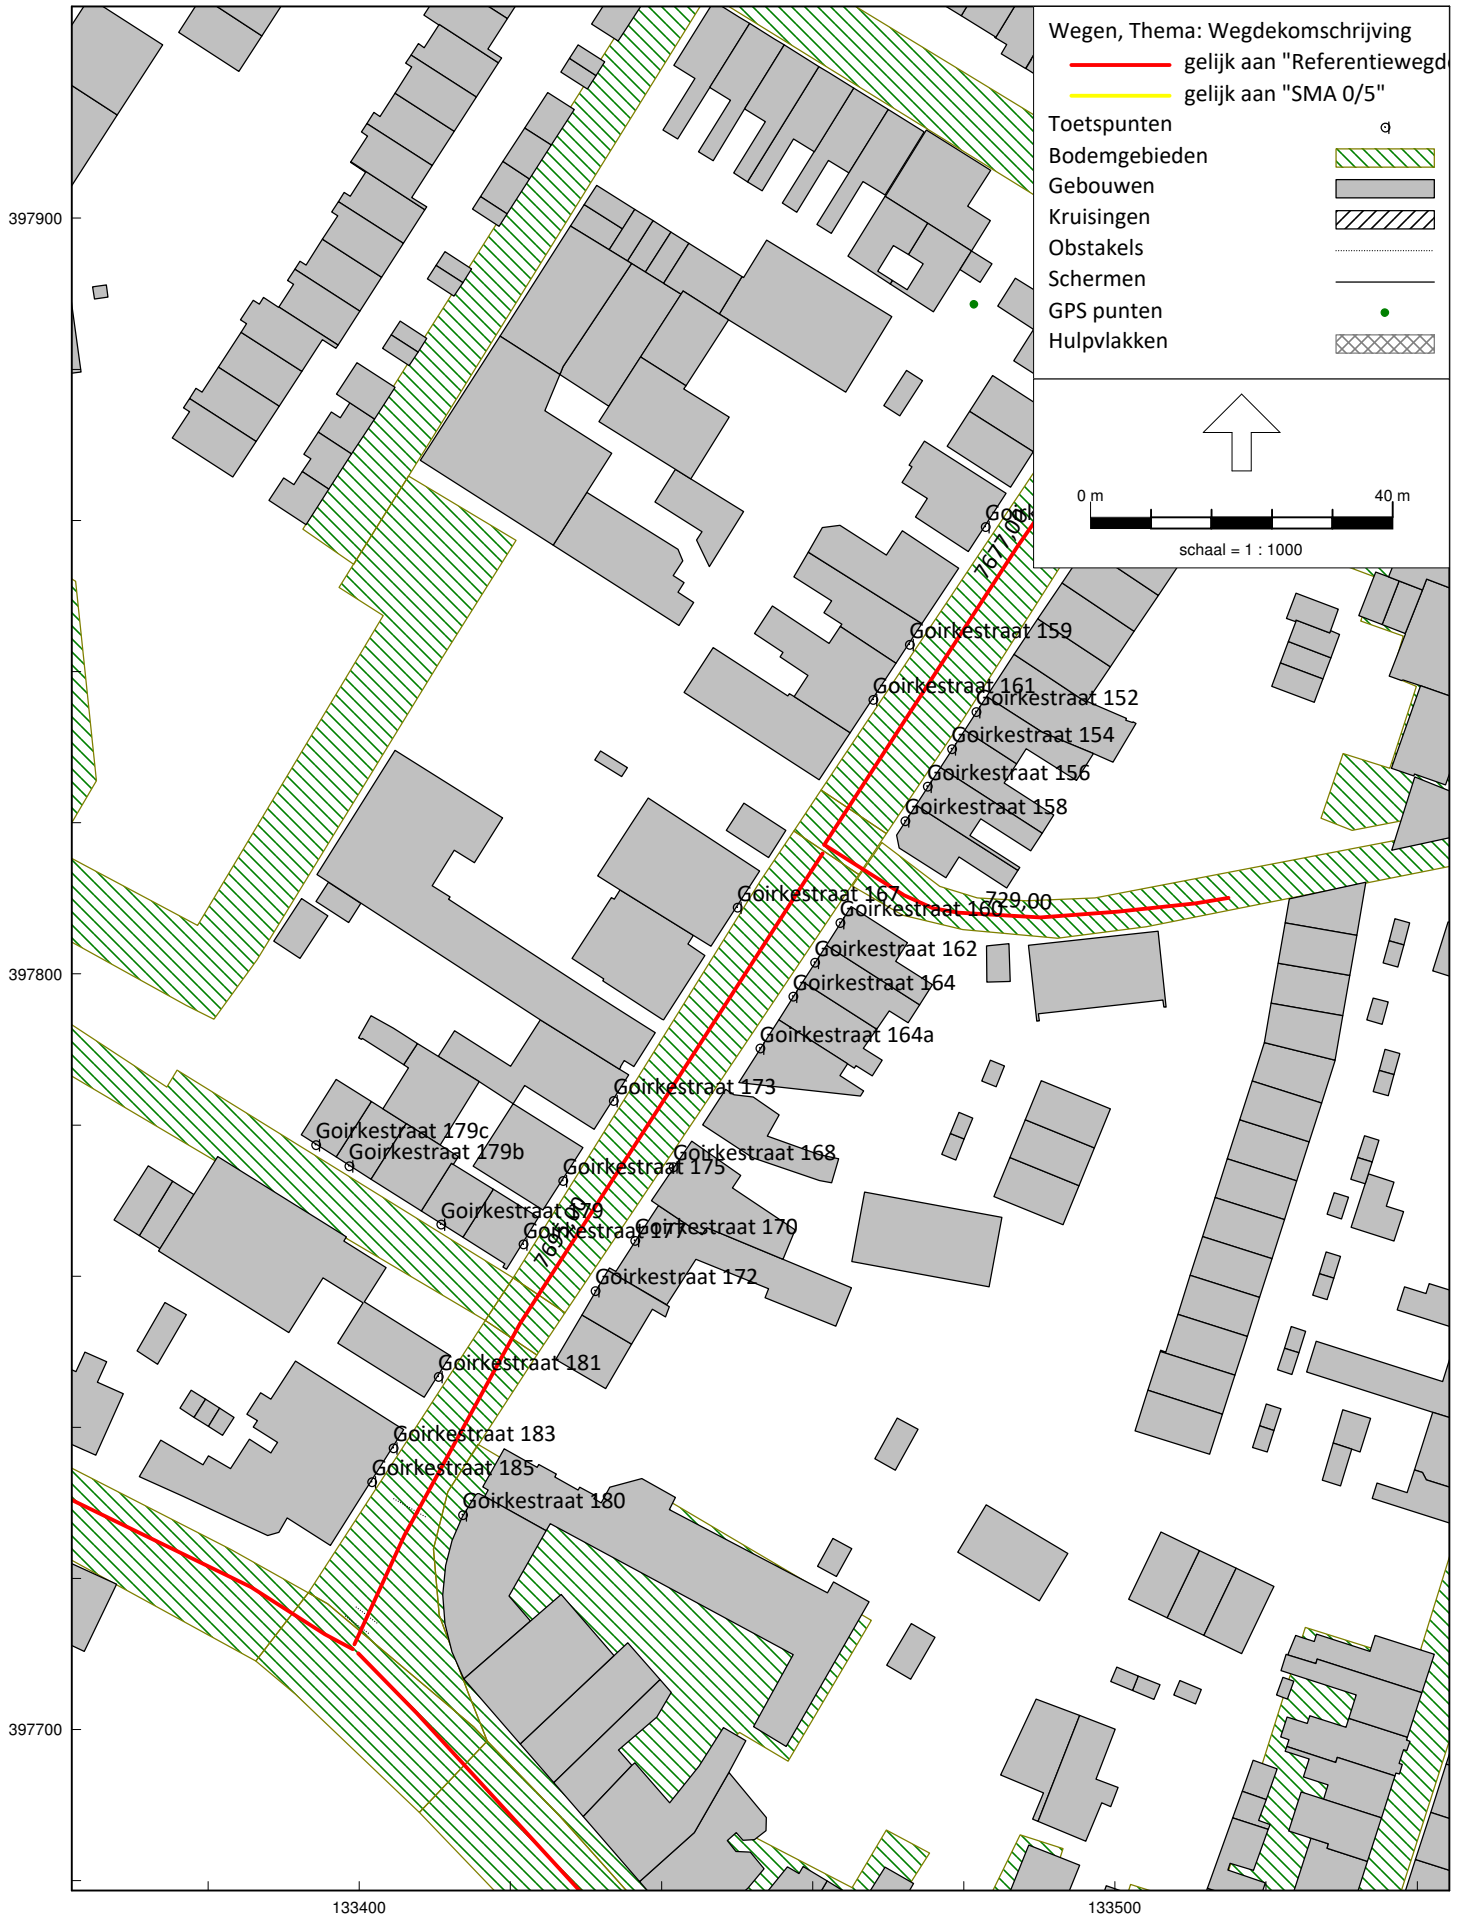 Wegen, Thema: Wegdekomschrijving
gelijk aan "Referentiewegd
gelijk aan "SMA 0/5"
Toetspunten
Bodemgebieden
Gebouwen
Kruisingen
Obstakels
Schermen
GPS punten
Hulpvlakken
0 m 40 m
schaal = 1 : 1000
397900
Goirk
7677,00
Goirkestraat 159
Goirkestraat 161
Goirkestraat 152
Goirkestraat 154
Goirkestraat 156
Goirkestraat 158
Goirkestraat 167
729,00
Goirkestraat 160
Goirkestraat 162
397800
Goirkestraat 164
Goirkestraat 164a
Goirkestraat 173
Goirkestraat 179c
Goirkestraat 179b
Goirkestraat 168
Goirkestraat 175
Goirkestraat 179
Goirkestraat 177
Goirkestraat 170
Goirkestraat 172
Goirkestraat 181
Goirkestraat 183
Goirkestraat 185
Goirkestraat 180
397700
133400 133500